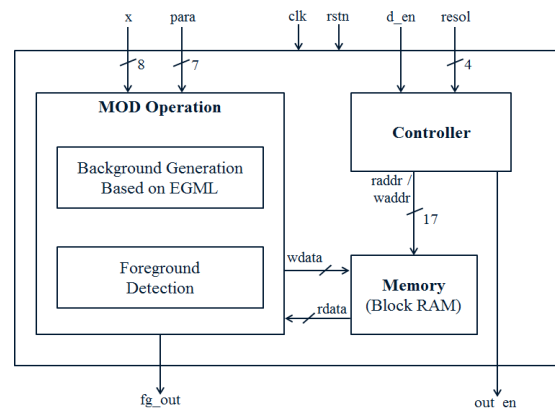 x para clk rstn d_en resol
8 7 4
MOD Operation
Controller
Background Generation
Based on EGML
raddr /
waddr
17
Foreground
Detection
wdata
rdata
Memory
(Block RAM)
fg_out
out_en